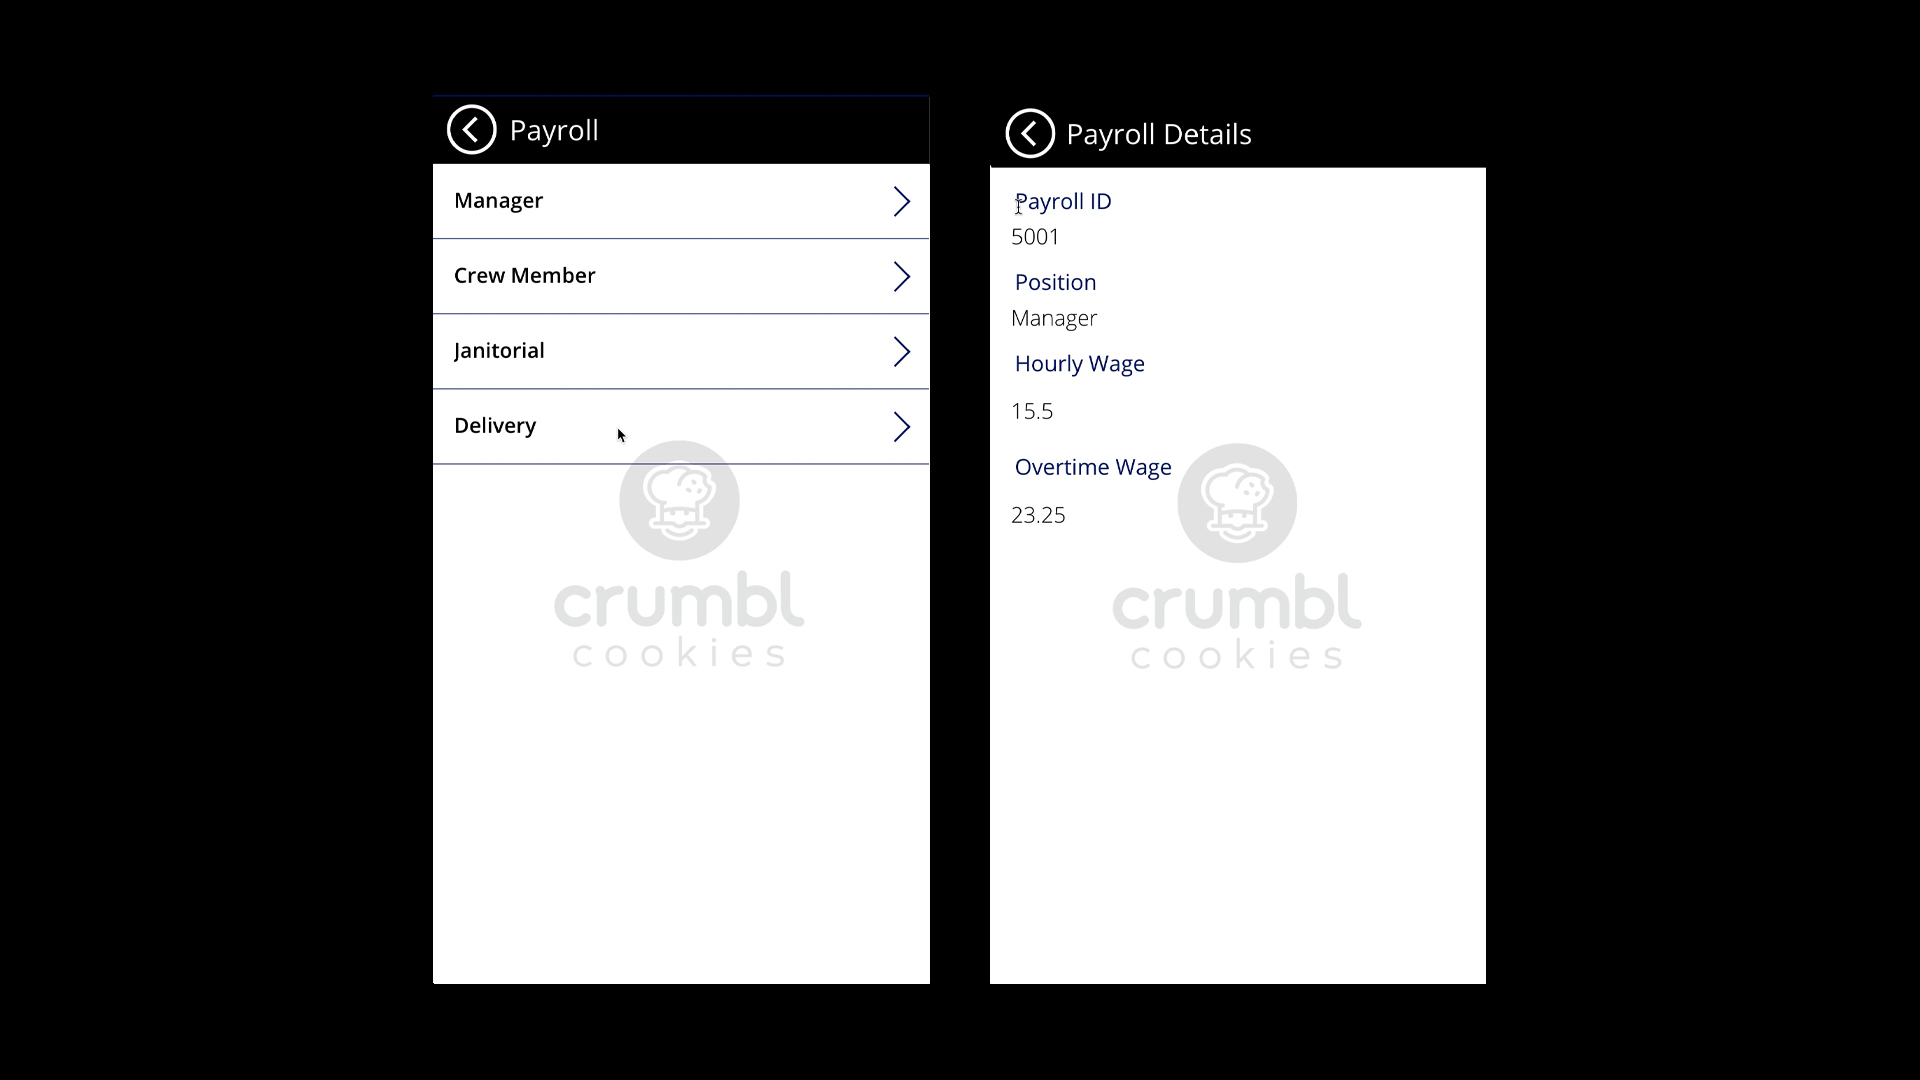 Payroll
Manager
Crew Member
Janitorial
Delivery
crumbl
cookies
Payroll Details
Payroll ID
5001
Position
Manager
Hourly Wage
15.5
Overtime Wage
23.25
crumbl
cookies